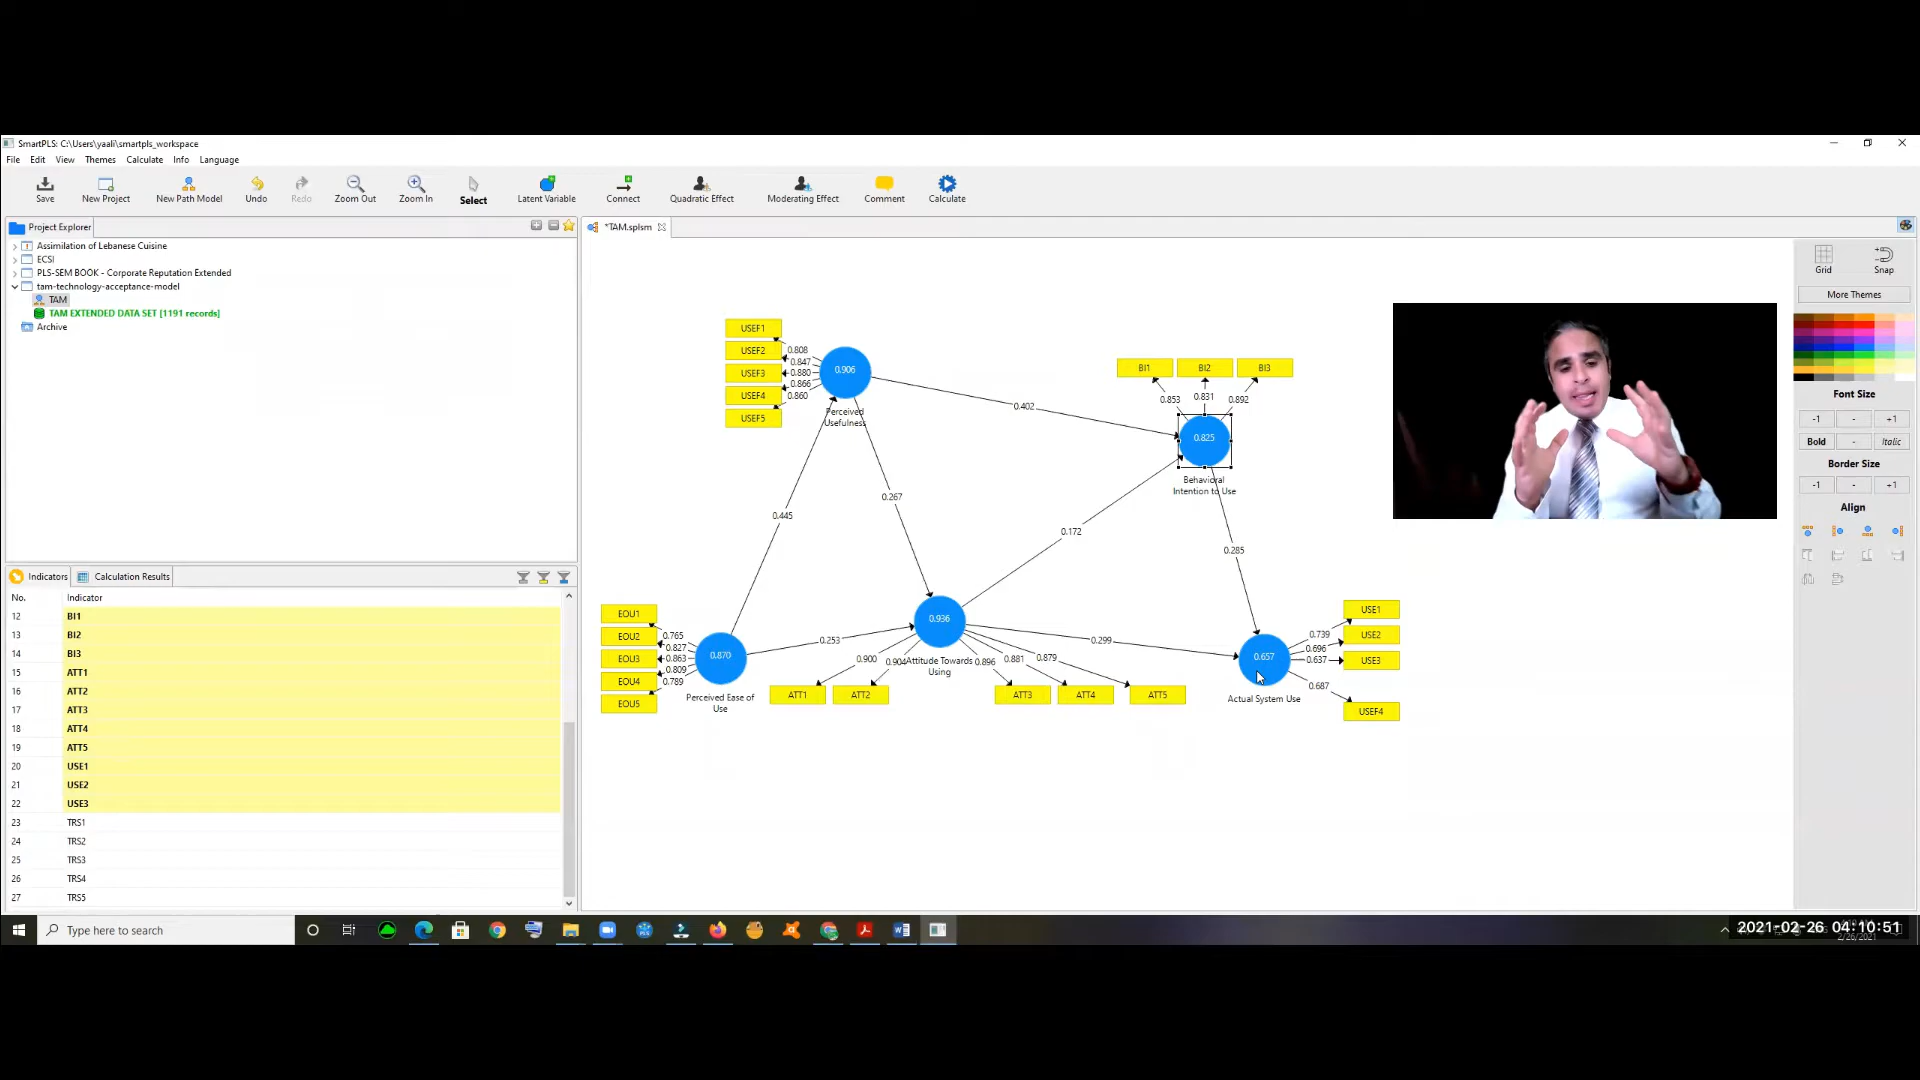 SmartPLS: C:\Users\yaali\smartpls_workspace
File Edit View Themes Calculate Info Language
Save New Project New Path Model Undo Redo Zoom Out Zoom In Select Latent Variable Connect Quadratic Effect Moderating Effect Comment Calculate
Project Explorer
Assimilation of Lebanese Cuisine
ECSI
PLS-SEM BOOK - Corporate Reputation Extended
tam-technology-acceptance-model
TAM
TAM EXTENDED DATA SET [1191 records]
Archive
Indicators Calculation Results
No. Indicator
12 BI1
13 BI2
14 BI3
15 ATT1
16 ATT2
17 ATT3
18 ATT4
19 ATT5
20 USE1
21 USE2
22 USE3
23 TRS1
24 TRS2
25 TRS3
26 TRS4
27 TRS5
*TAM.splsm
USEF1
USEF2
USEF3
USEF4
USEF5
0.808
0.847
0.880
0.866
0.860
0.906
Perceived
Usefulness
BI1 BI2 BI3
0.853 0.831 0.892
0.825
Behavioral
Intention to Use
0.402
0.267
0.445
0.172
0.285
EOU1
EOU2
EOU3
EOU4
EOU5
0.765
0.827
0.863
0.809
0.789
0.870
Perceived Ease of
Use
0.253
0.936
Attitude Towards
Using
0.299
0.900 0.904 0.896 0.881 0.879
ATT1 ATT2 ATT3 ATT4 ATT5
0.657
Actual System Use
0.739
0.696
0.637
0.687
USE1
USE2
USE3
USEF4
Grid Snap
More Themes
Font Size
-1 - +1
Bold - Italic
Border Size
-1 - +1
Align
Type here to search
2021-02-26 04:10:51